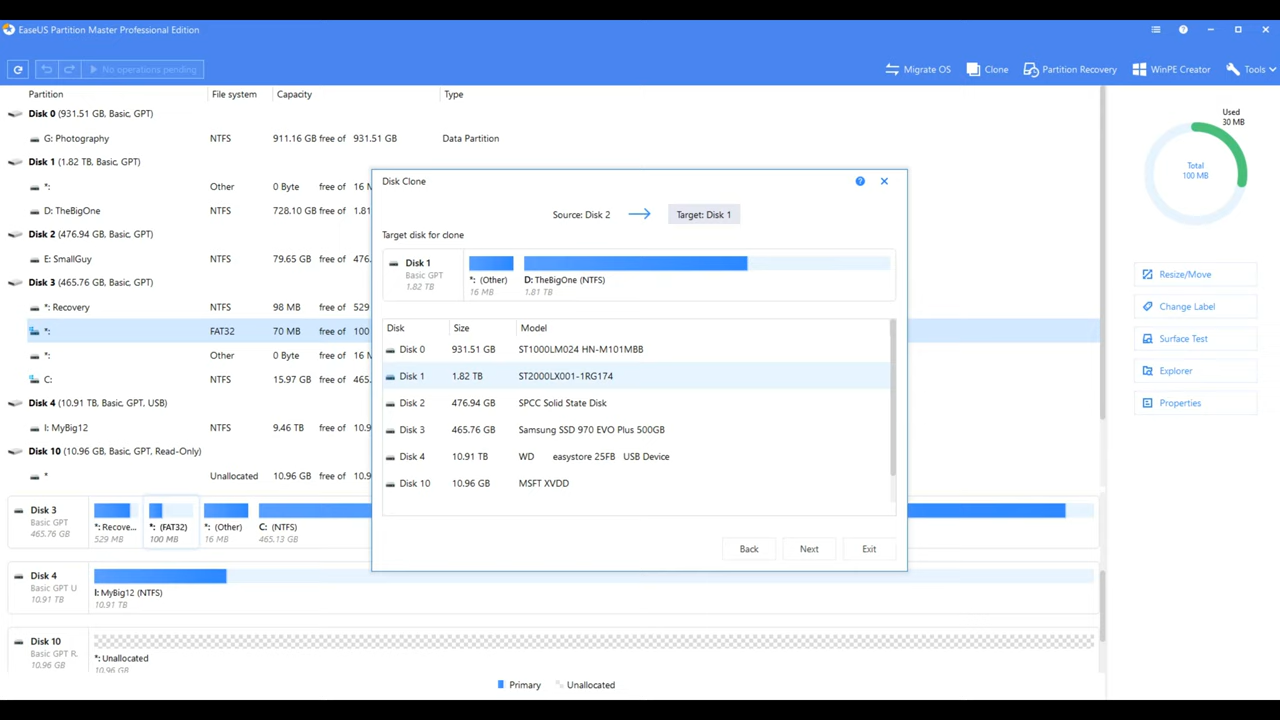 EaseUS Partition Master Professional Edition
No operations pending
Migrate OS
Clone
Partition Recovery
WinPE Creator
Tools
Partition File system Capacity Type
Disk 0 (931.51 GB, Basic, GPT)
G: Photography NTFS 911.16 GB free of 931.51 GB Data Partition
Disk 1 (1.82 TB, Basic, GPT)
*: Other 0 Byte free of 16 M
D: TheBigOne NTFS 728.10 GB free of 1.81
Disk 2 (476.94 GB, Basic, GPT)
E: SmallGuy NTFS 79.65 GB free of 476.
Disk 3 (465.76 GB, Basic, GPT)
*: Recovery NTFS 98 MB free of 529
*: FAT32 70 MB free of 100
*: Other 0 Byte free of 16 M
C: NTFS 15.97 GB free of 465.
Disk 4 (10.91 TB, Basic, GPT, USB)
I: MyBig12 NTFS 9.46 TB free of 10.9
Disk 10 (10.96 GB, Basic, GPT, Read-Only)
* Unallocated 10.96 GB free of 10.9
Disk Clone
Source: Disk 2
Target: Disk 1
Target disk for clone
Disk 1
Basic GPT
1.82 TB
*: (Other)
16 MB
D: TheBigOne (NTFS)
1.81 TB
Disk Size Model
Disk 0 931.51 GB ST1000LM024 HN-M101MBB
Disk 1 1.82 TB ST2000LX001-1RG174
Disk 2 476.94 GB SPCC Solid State Disk
Disk 3 465.76 GB Samsung SSD 970 EVO Plus 500GB
Disk 4 10.91 TB WD easystore 25FB USB Device
Disk 10 10.96 GB MSFT XVDD
Back
Next
Exit
Used
30 MB
Total
100 MB
Resize/Move
Change Label
Surface Test
Explorer
Properties
Disk 3
Basic GPT
465.76 GB
*: Recove...
529 MB
*: (FAT32)
100 MB
*: (Other)
16 MB
C: (NTFS)
465.13 GB
Disk 4
Basic GPT U
10.91 TB
I: MyBig12 (NTFS)
10.91 TB
Disk 10
Basic GPT R.
10.96 GB
*: Unallocated
10.96 GB
Primary
Unallocated